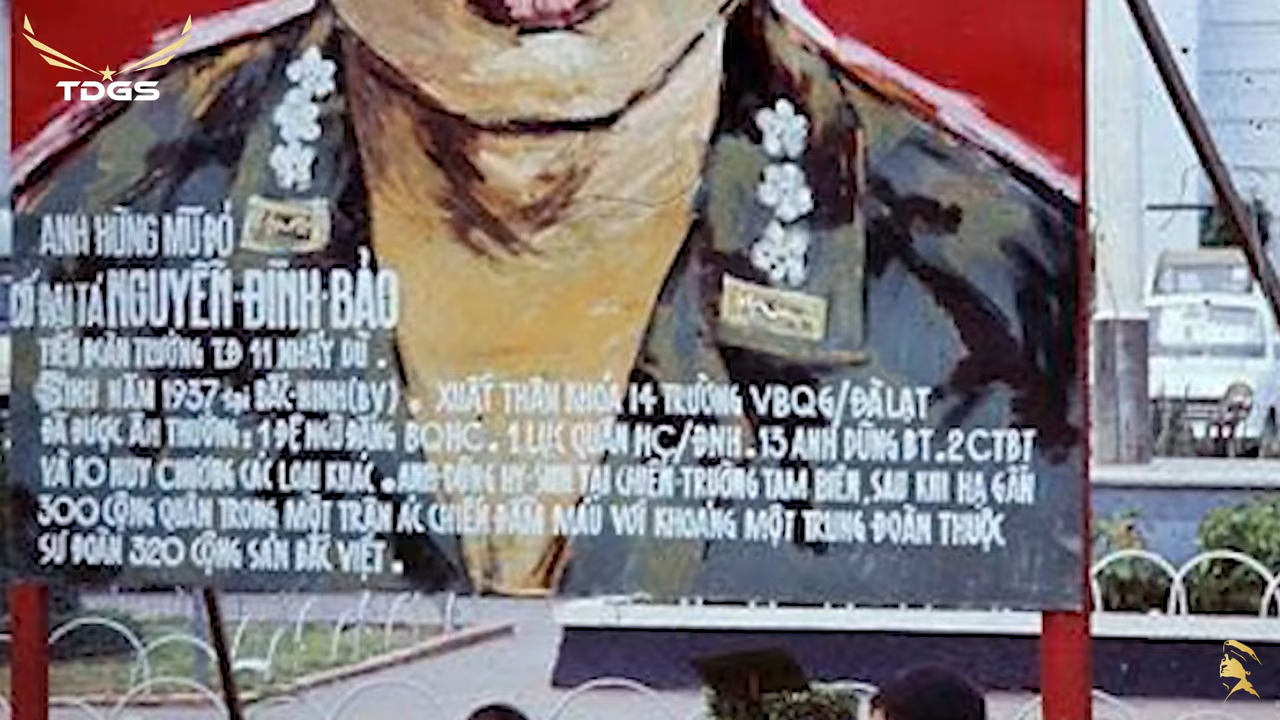 TDGS
ANH HÙNG MŨ ĐỎ
CỐ ĐẠI TÁ NGUYỄN-ĐÌNH-BẢO
TIỂU ĐOÀN TRƯỞNG T.Đ 11 NHẢY DÙ.
SINH NĂM 1937 tại BẮC-NINH(BV). XUẤT THÂN KHÓA 14 TRƯỜNG VBQG/ĐÀLẠT
ĐÃ ĐƯỢC ÂN THƯỞNG: 1 ĐỆ NGŨ ĐẲNG BQHC. 1 LỤC QUÂN HC/ĐNH. 13 ANH DŨNG BT. 2 CTBT
VÀ 10 HUY CHƯƠNG CÁC LOẠI KHÁC. ANH DŨNG HY-SINH TẠI CHIẾN-TRƯỜNG TAM BIÊN, SAU KHI HẠ GẦN
300 CỘNG QUÂN TRONG MỘT TRẬN ÁC CHIẾN ĐẪM MÁU VỚI KHOẢNG MỘT TRUNG ĐOÀN THUỘC
SƯ ĐOÀN 320 CỘNG SẢN BẮC VIỆT.